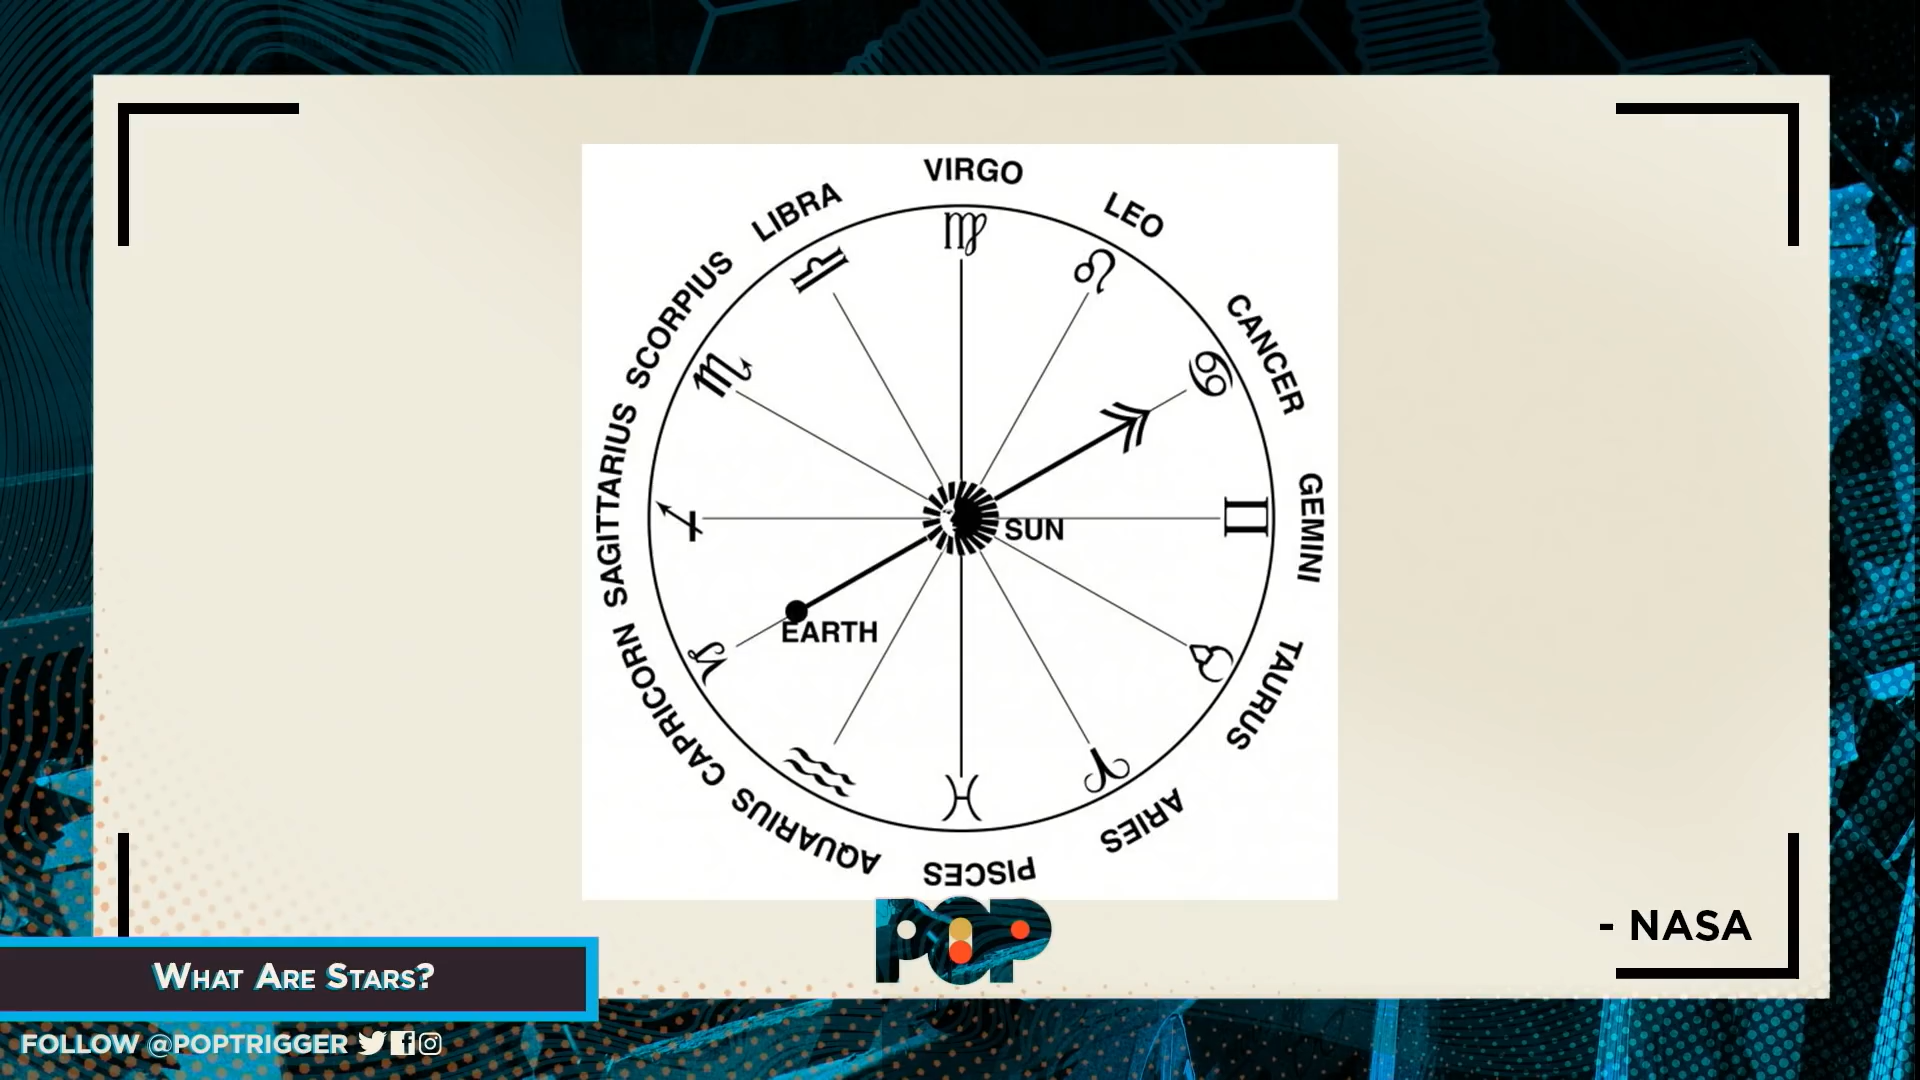 VIRGO
LIBRA
LEO
SCORPIUS
CANCER
SAGITTARIUS
GEMINI
SUN
EARTH
CAPRICORN
TAURUS
AQUARIUS
ARIES
PISCES
POP
- NASA
What Are Stars?
FOLLOW @POPTRIGGER